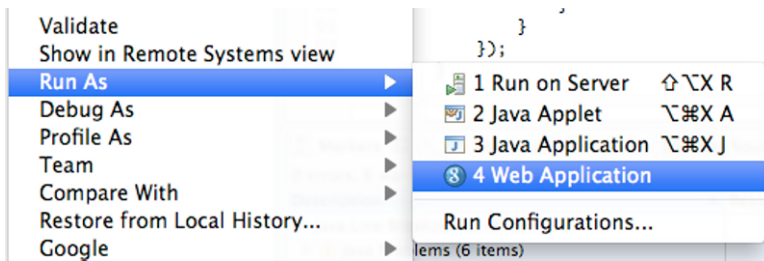 Validate
Show in Remote Systems view
Run As
Debug As
Profile As
Team
Compare With
Restore from Local History...
Google
}
});
1 Run on Server ⇧⌥X R
2 Java Applet ⌥⌘X A
3 Java Application ⌥⌘X J
4 Web Application
Run Configurations...
lems (6 items)